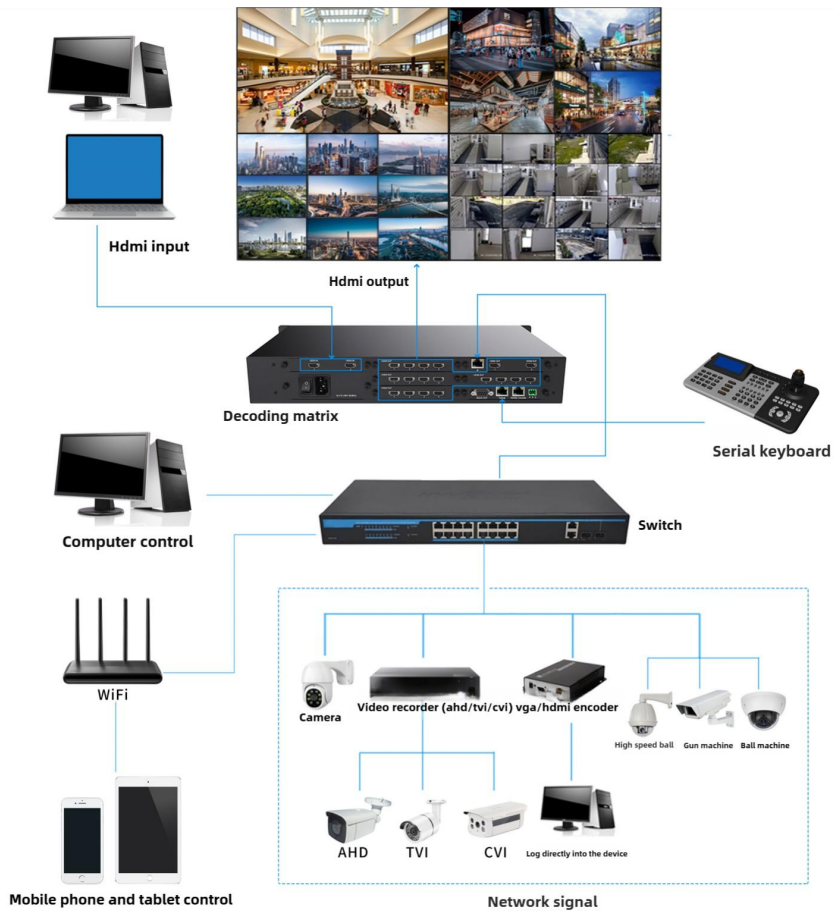 Hdmi input
Hdmi output
Decoding matrix
Serial keyboard
Computer control
Switch
WiFi
Camera
Video recorder (ahd/tvi/cvi) vga/hdmi encoder
High speed ball
Gun machine
Ball machine
AHD
TVI
CVI
Log directly into the device
Mobile phone and tablet control
Network signal